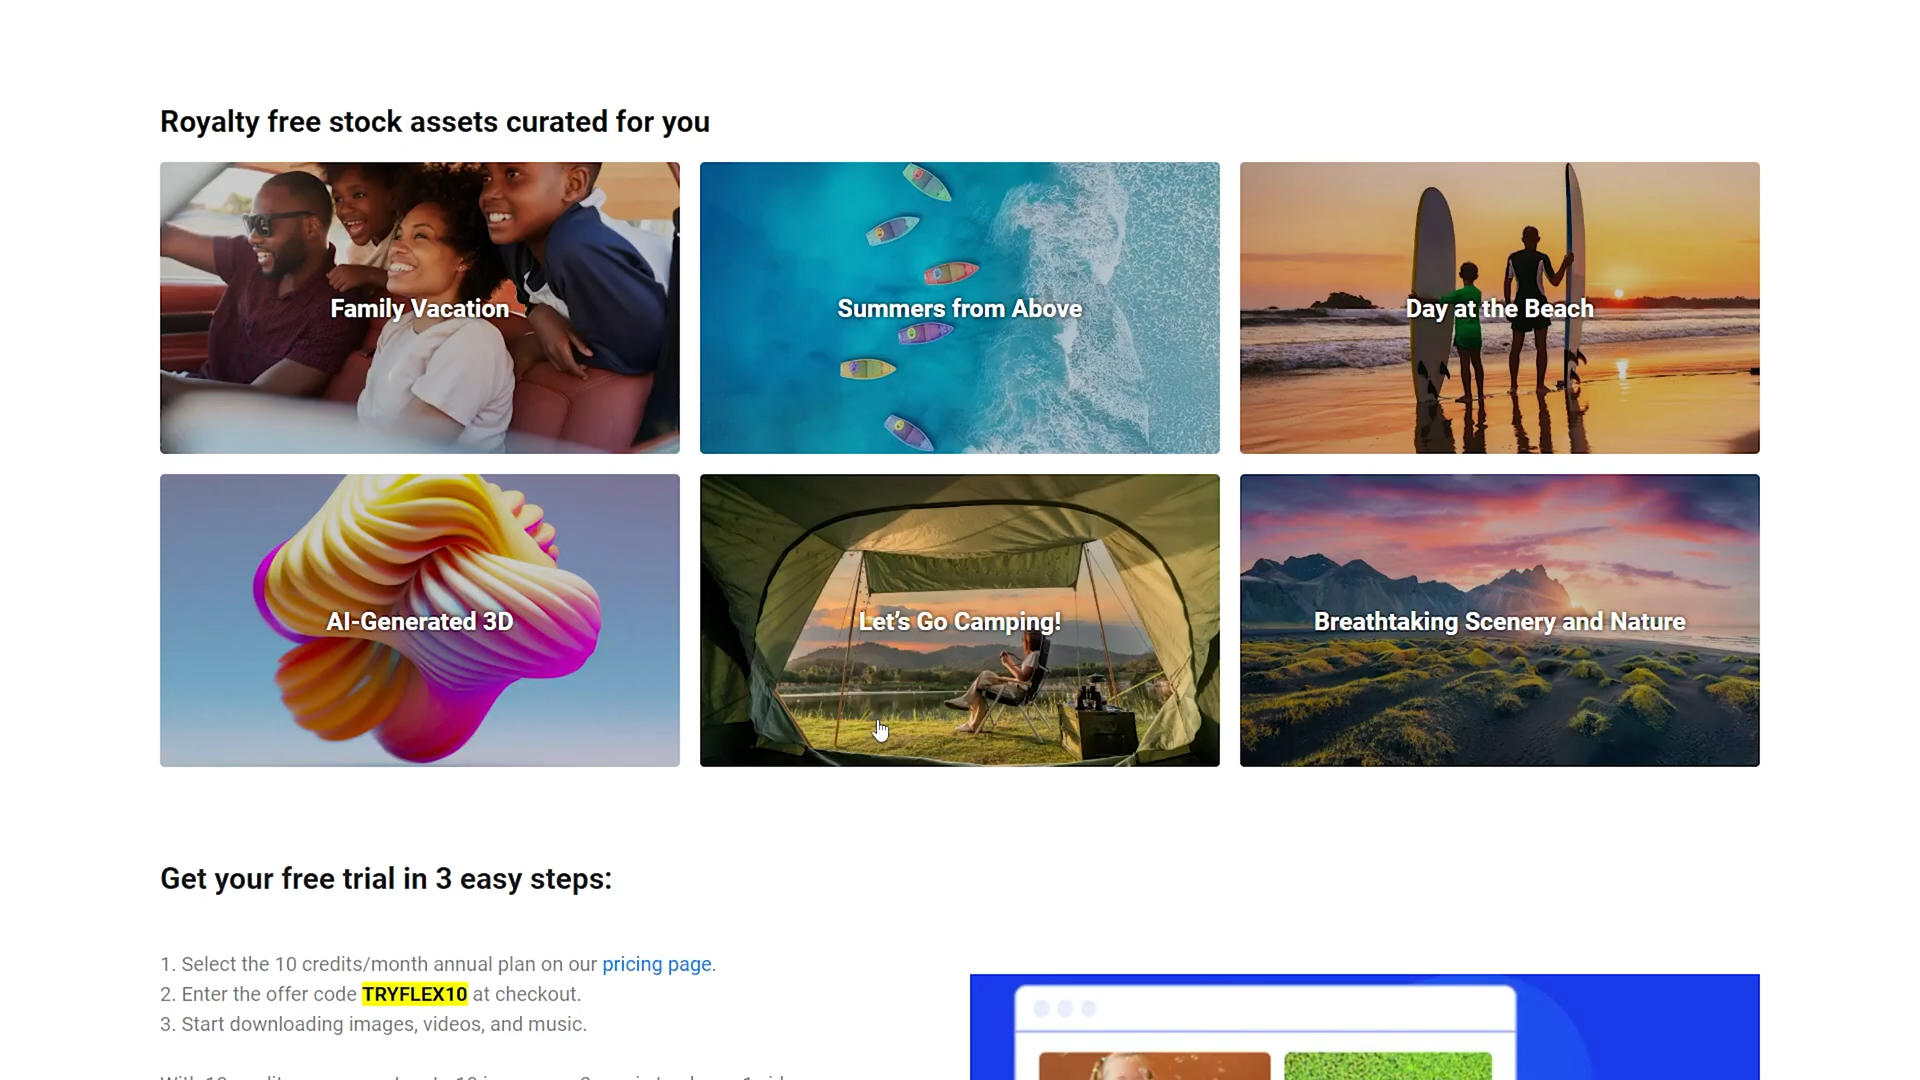 Royalty free stock assets curated for you
Family Vacation
Summers from Above
Day at the Beach
AI-Generated 3D
Let’s Go Camping!
Breathtaking Scenery and Nature
Get your free trial in 3 easy steps:
1. Select the 10 credits/month annual plan on our pricing page.
2. Enter the offer code TRYFLEX10 at checkout.
3. Start downloading images, videos, and music.